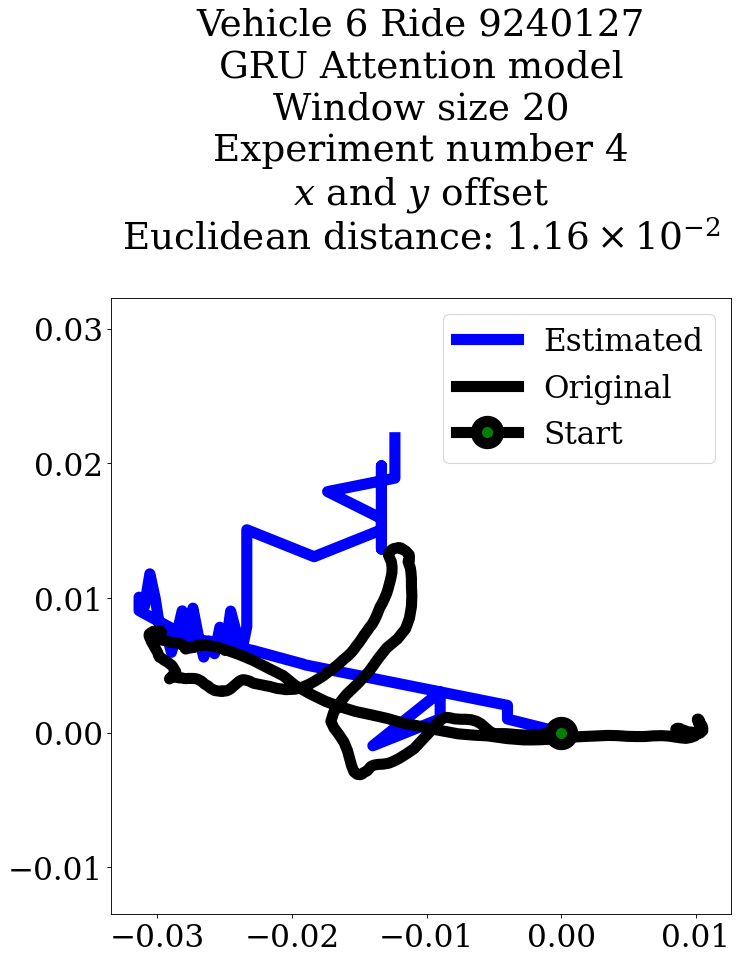 Vehicle 6 Ride 9240127
GRU Attention model
Window size 20
Experiment number 4
x and y offset
Euclidean distance: 1.16 × 10⁻²
Estimated
Original
Start
0.03
0.02
0.01
0.00
−0.01
−0.03
−0.02
−0.01
0.00
0.01